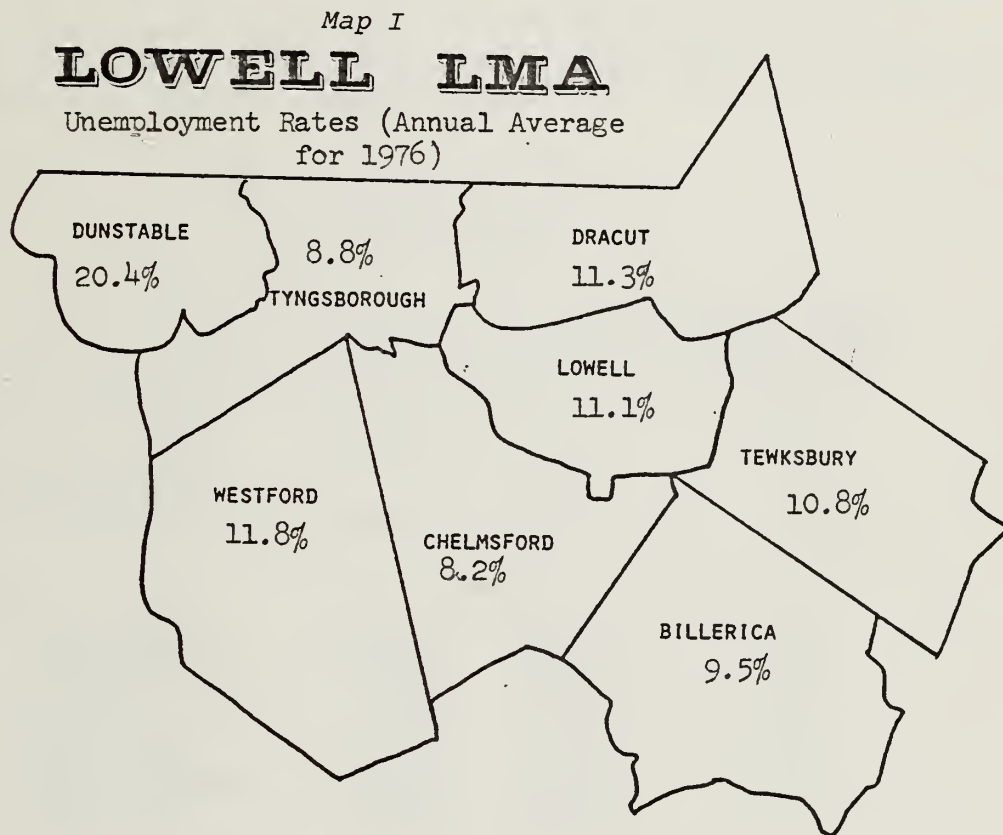 Map I
LOWELL LMA
Unemployment Rates (Annual Average
for 1976)
DUNSTABLE
20.4%
8.8%
TYNGSBOROUGH
DRACUT
11.3%
LOWELL
11.1%
TEWKSBURY
10.8%
WESTFORD
11.8%
CHELMSFORD
8.2%
BILLERICA
9.5%